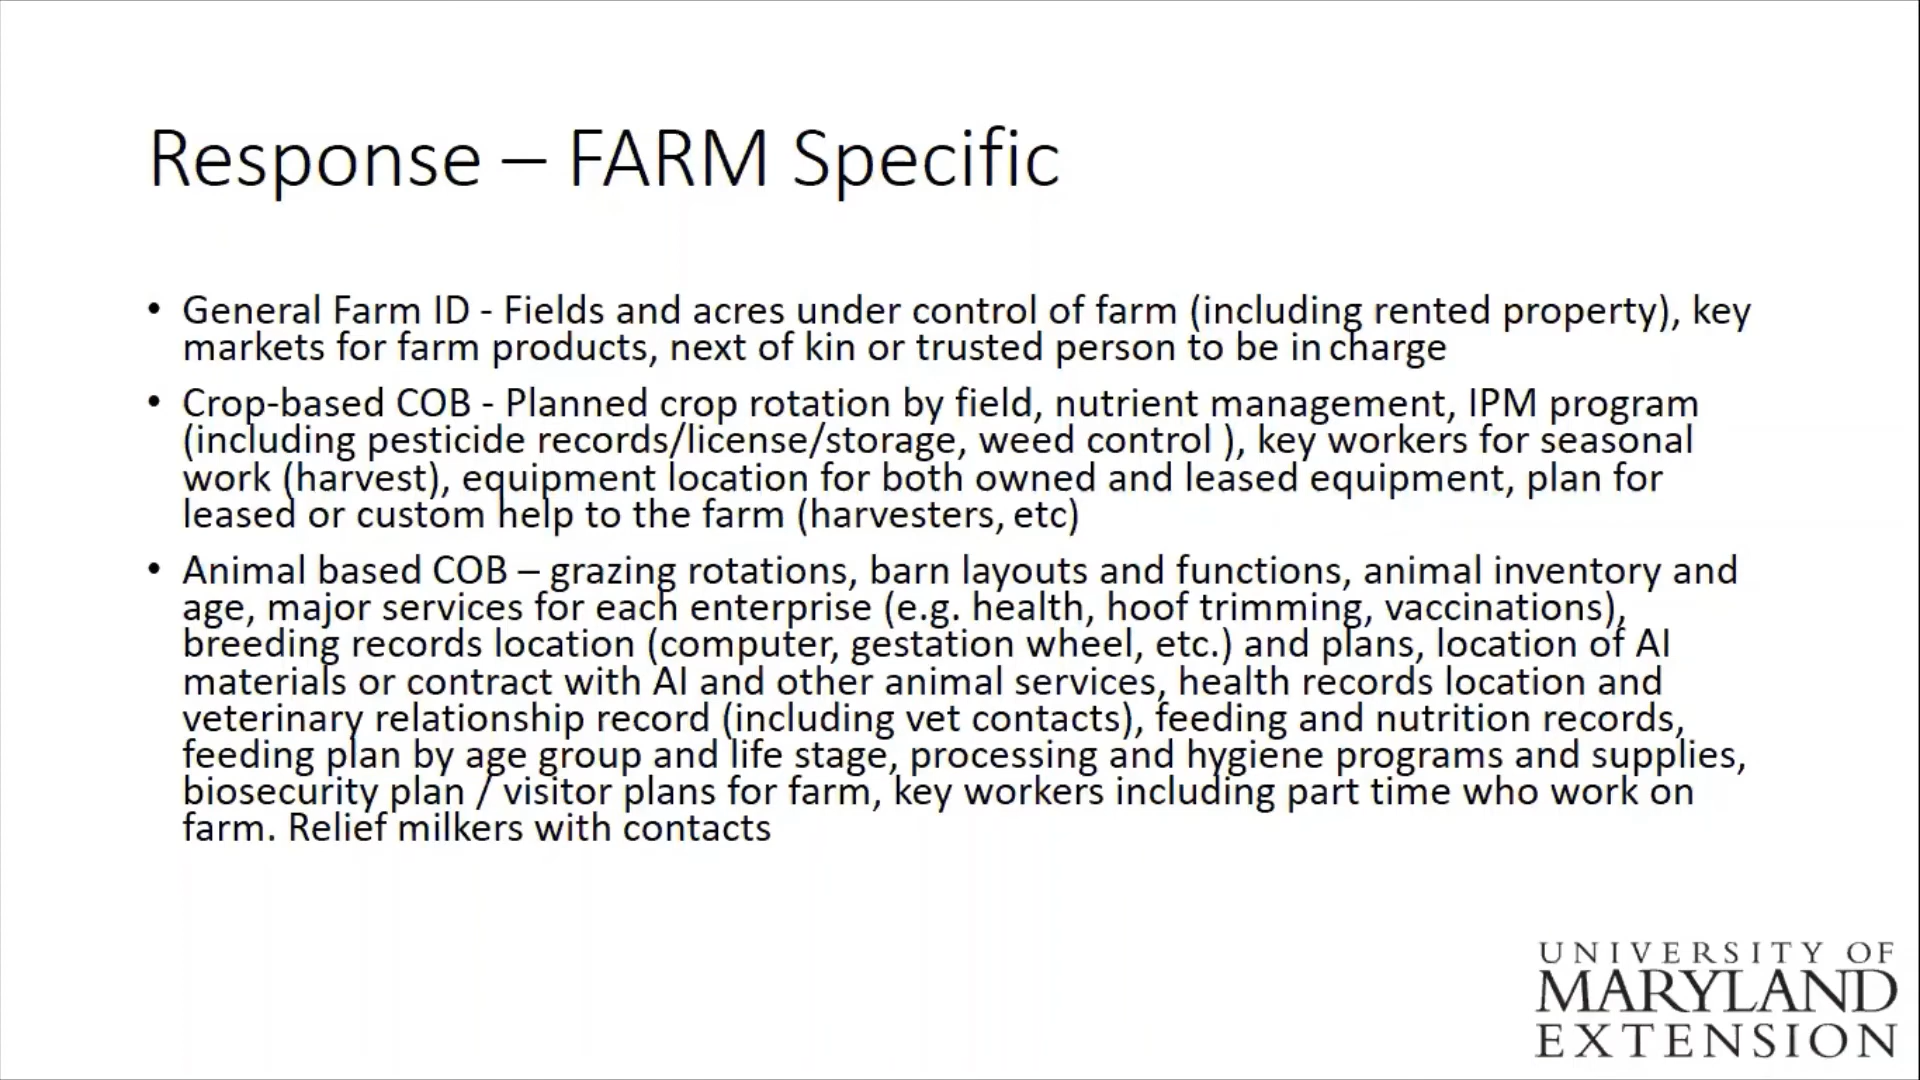 Response – FARM Specific
• General Farm ID - Fields and acres under control of farm (including rented property), key
markets for farm products, next of kin or trusted person to be in charge
• Crop-based COB - Planned crop rotation by field, nutrient management, IPM program
(including pesticide records/license/storage, weed control ), key workers for seasonal
work (harvest), equipment location for both owned and leased equipment, plan for
leased or custom help to the farm (harvesters, etc)
• Animal based COB – grazing rotations, barn layouts and functions, animal inventory and
age, major services for each enterprise (e.g. health, hoof trimming, vaccinations),
breeding records location (computer, gestation wheel, etc.) and plans, location of AI
materials or contract with AI and other animal services, health records location and
veterinary relationship record (including vet contacts), feeding and nutrition records,
feeding plan by age group and life stage, processing and hygiene programs and supplies,
biosecurity plan / visitor plans for farm, key workers including part time who work on
farm. Relief milkers with contacts
UNIVERSITY OF
MARYLAND
EXTENSION